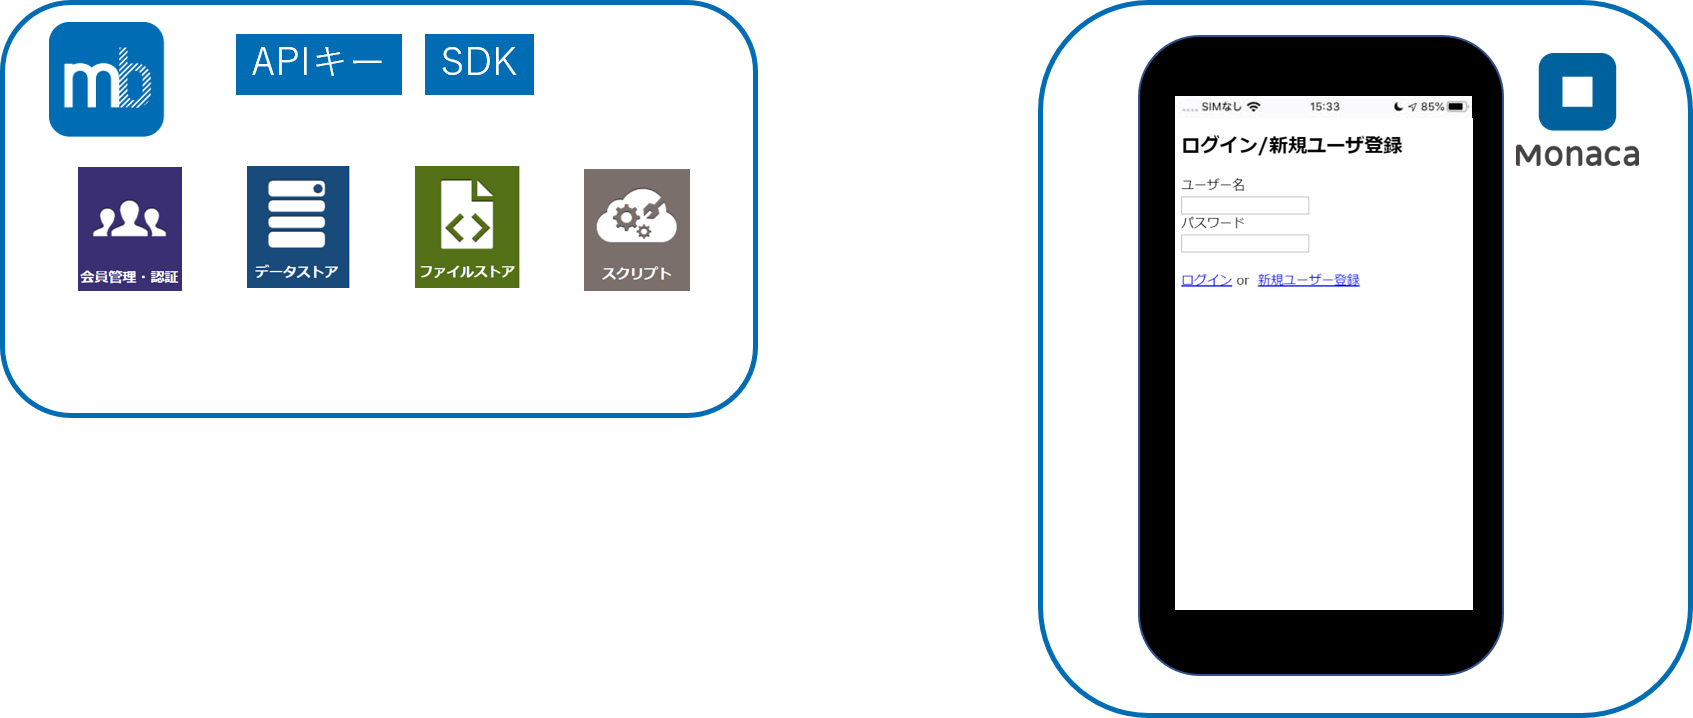 mb
APIキー
SDK
会員管理・認証
データストア
ファイルストア
スクリプト
SIMなし
15:33
85%
ログイン/新規ユーザ登録
ユーザー名
パスワード
ログイン or 新規ユーザー登録
Monaca